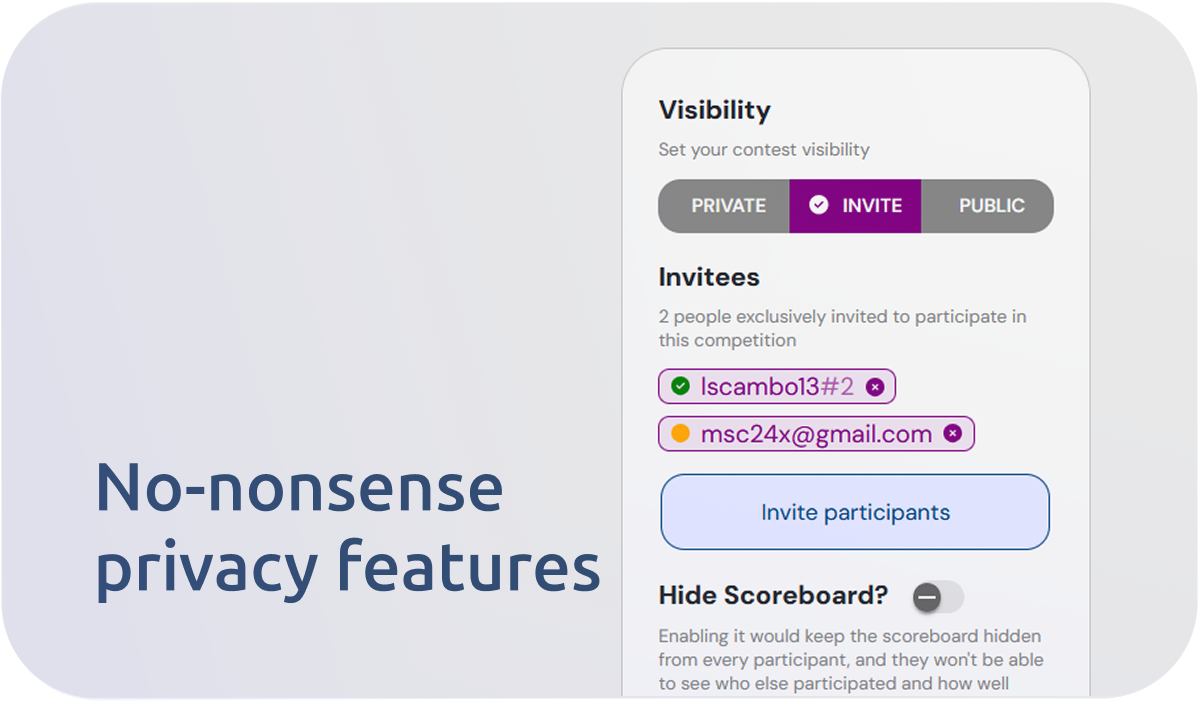 No-nonsense
privacy features
Visibility
Set your contest visibility
PRIVATE INVITE PUBLIC
Invitees
2 people exclusively invited to participate in
this competition
lscambo13#2
msc24x@gmail.com
Invite participants
Hide Scoreboard?
Enabling it would keep the scoreboard hidden
from every participant, and they won't be able
to see who else participated and how well